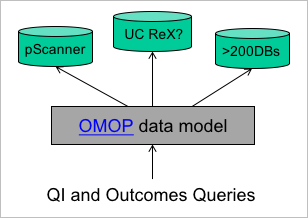 pScanner
UC ReX?
>200DBs
OMOP data model
QI and Outcomes Queries